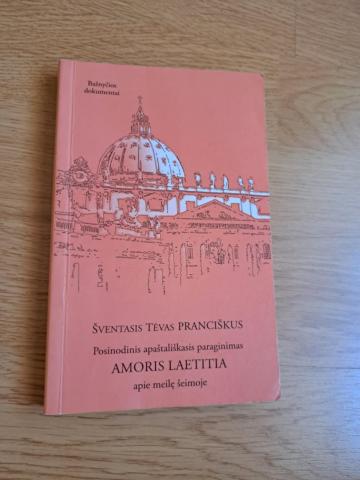 Bažnyčios
dokumentai
ŠVENTASIS TĖVAS PRANCIŠKUS
Posinodinis apaštališkasis paraginimas
AMORIS LAETITIA
apie meilę šeimoje